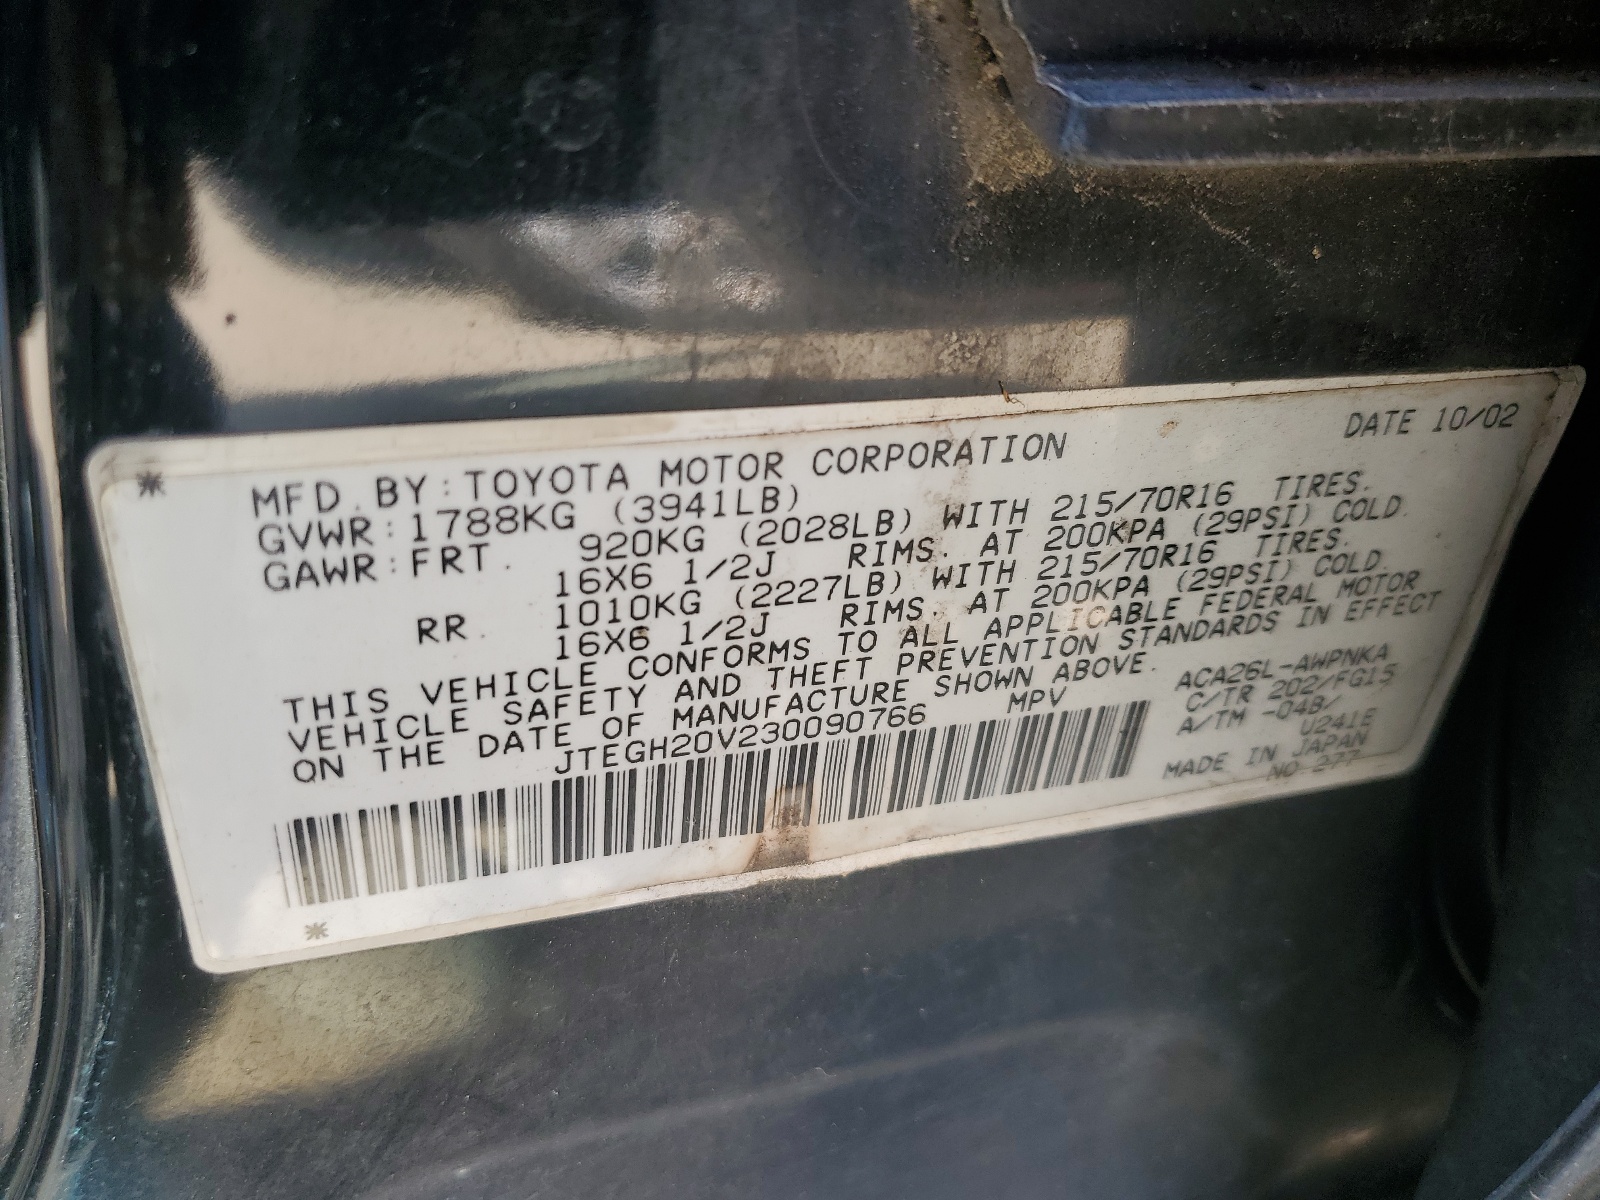 DATE 10/02
MFD. BY: TOYOTA MOTOR CORPORATION
GVWR: 1788KG (3941LB)
GAWR: FRT. 920KG (2028LB) WITH 215/70R16 TIRES.
16X6 1/2J RIMS. AT 200KPA (29PSI) COLD.
RR. 1010KG (2227LB) WITH 215/70R16 TIRES.
16X6 1/2J RIMS. AT 200KPA (29PSI) COLD.
THIS VEHICLE CONFORMS TO ALL APPLICABLE FEDERAL MOTOR
VEHICLE SAFETY AND THEFT PREVENTION STANDARDS IN EFFECT
ON THE DATE OF MANUFACTURE SHOWN ABOVE.
JTEGH20V230090766 MPV
ACA26L-AWPNKA
C/TR 202/FG15
A/TM -04B/
U241E
MADE IN JAPAN
NO 277